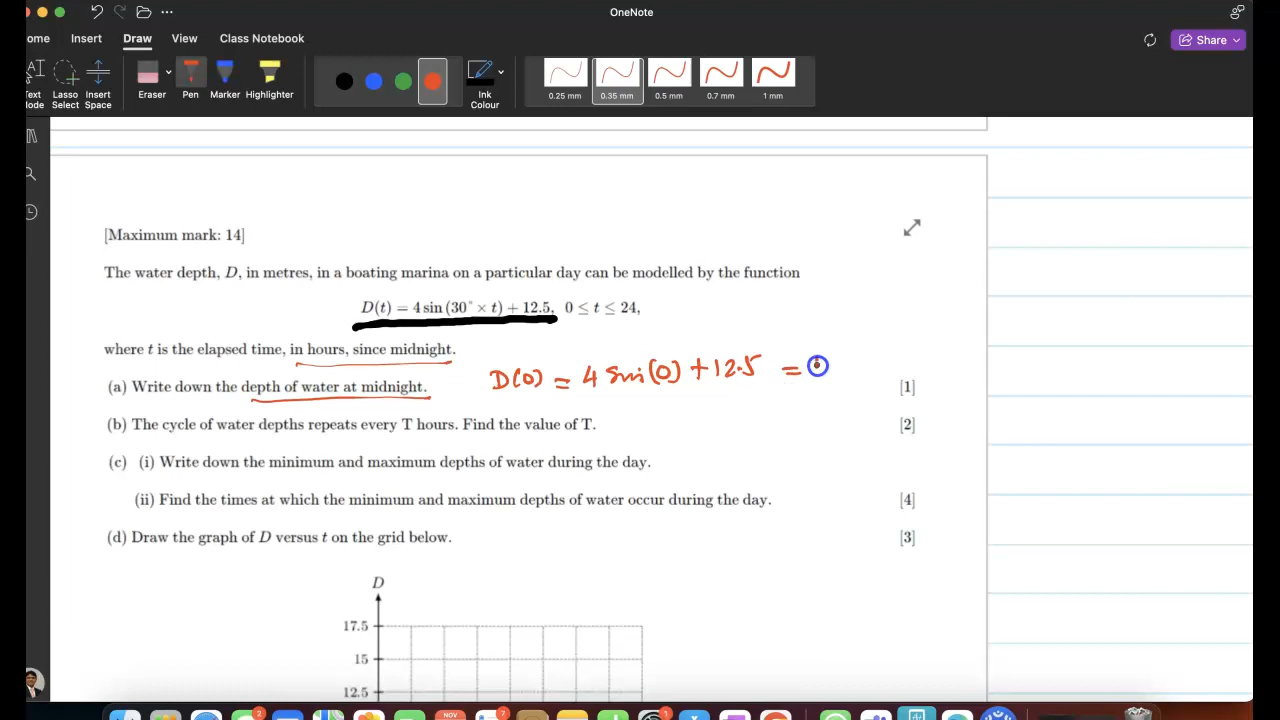 OneNote
ome Insert Draw View Class Notebook Share
Text Mode Lasso Select Insert Space Eraser Pen Marker Highlighter Ink Colour 0.25 mm 0.35 mm 0.5 mm 0.7 mm 1 mm
[Maximum mark: 14]
The water depth, D, in metres, in a boating marina on a particular day can be modelled by the function
D(t) = 4 sin (30° × t) + 12.5, 0 ≤ t ≤ 24,
where t is the elapsed time, in hours, since midnight.
D(0) = 4 sin(0) + 12.5 =
(a) Write down the depth of water at midnight. [1]
(b) The cycle of water depths repeats every T hours. Find the value of T. [2]
(c) (i) Write down the minimum and maximum depths of water during the day.
(ii) Find the times at which the minimum and maximum depths of water occur during the day. [4]
(d) Draw the graph of D versus t on the grid below. [3]
D
17.5
15
12.5
2 NOV 7 1